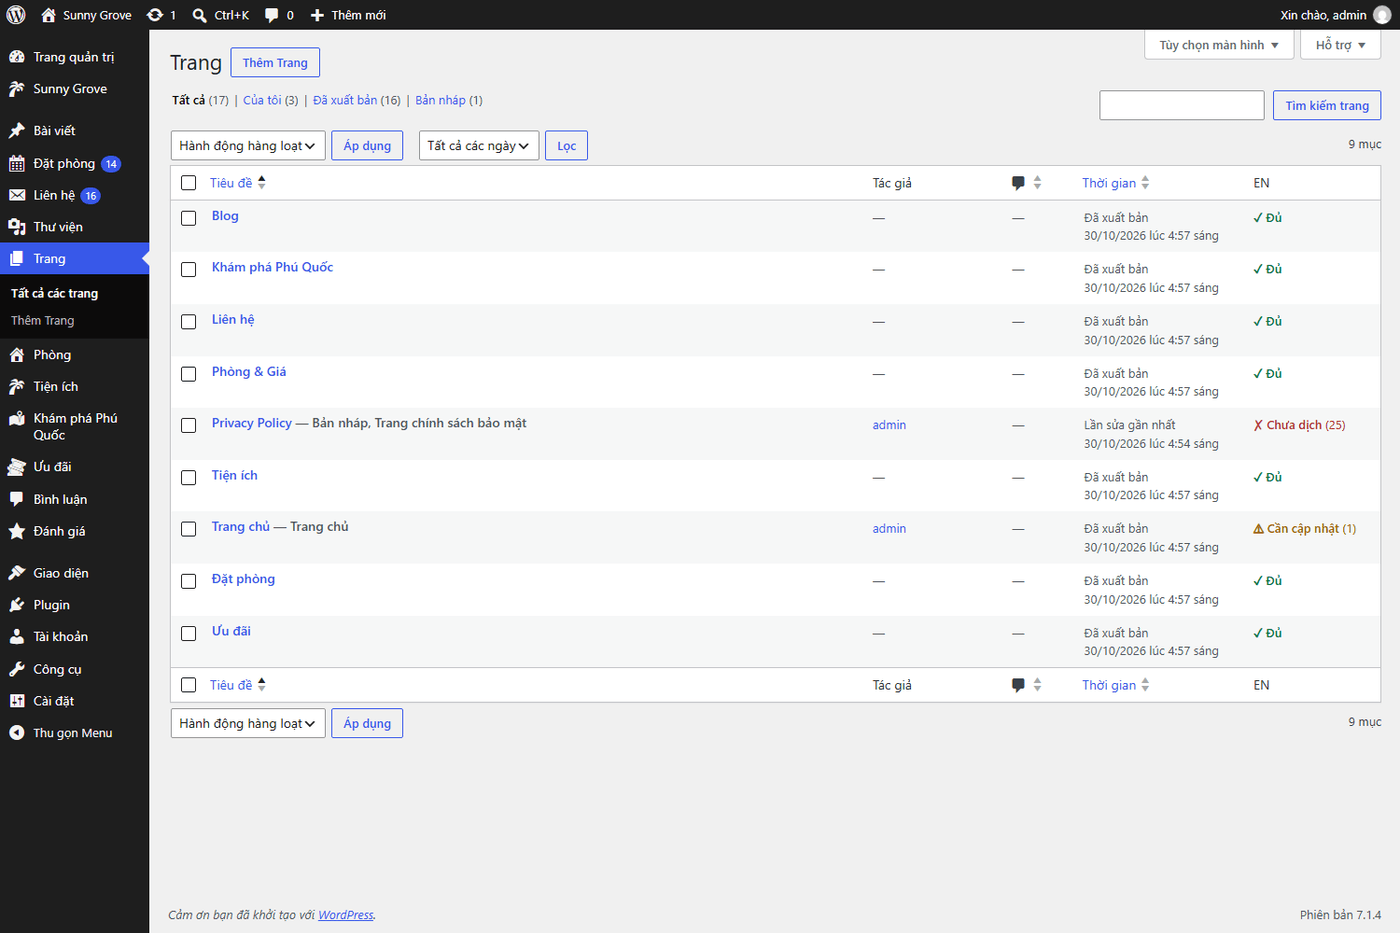 Sunny Grove 1 Ctrl+K 0 Thêm mới Xin chào, admin
Trang quản trị
Sunny Grove
Bài viết
Đặt phòng 14
Liên hệ 16
Thư viện
Trang
Tất cả các trang
Thêm Trang
Phòng
Tiện ích
Khám phá Phú
Quốc
Ưu đãi
Bình luận
Đánh giá
Giao diện
Plugin
Tài khoản
Công cụ
Cài đặt
Thu gọn Menu
Tùy chọn màn hình Hỗ trợ
Trang Thêm Trang
Tất cả (17) | Của tôi (3) | Đã xuất bản (16) | Bản nháp (1)
Tìm kiếm trang
Hành động hàng loạt Áp dụng Tất cả các ngày Lọc 9 mục
Tiêu đề Tác giả Thời gian EN
Blog — — Đã xuất bản ✓ Đủ
30/10/2026 lúc 4:57 sáng
Khám phá Phú Quốc — — Đã xuất bản ✓ Đủ
30/10/2026 lúc 4:57 sáng
Liên hệ — — Đã xuất bản ✓ Đủ
30/10/2026 lúc 4:57 sáng
Phòng & Giá — — Đã xuất bản ✓ Đủ
30/10/2026 lúc 4:57 sáng
Privacy Policy — Bản nháp, Trang chính sách bảo mật admin — Lần sửa gần nhất ✗ Chưa dịch (25)
30/10/2026 lúc 4:54 sáng
Tiện ích — — Đã xuất bản ✓ Đủ
30/10/2026 lúc 4:57 sáng
Trang chủ — Trang chủ admin — Đã xuất bản ⚠ Cần cập nhật (1)
30/10/2026 lúc 4:57 sáng
Đặt phòng — — Đã xuất bản ✓ Đủ
30/10/2026 lúc 4:57 sáng
Ưu đãi — — Đã xuất bản ✓ Đủ
30/10/2026 lúc 4:57 sáng
Tiêu đề Tác giả Thời gian EN
Hành động hàng loạt Áp dụng 9 mục
Cảm ơn bạn đã khởi tạo với WordPress. Phiên bản 7.1.4